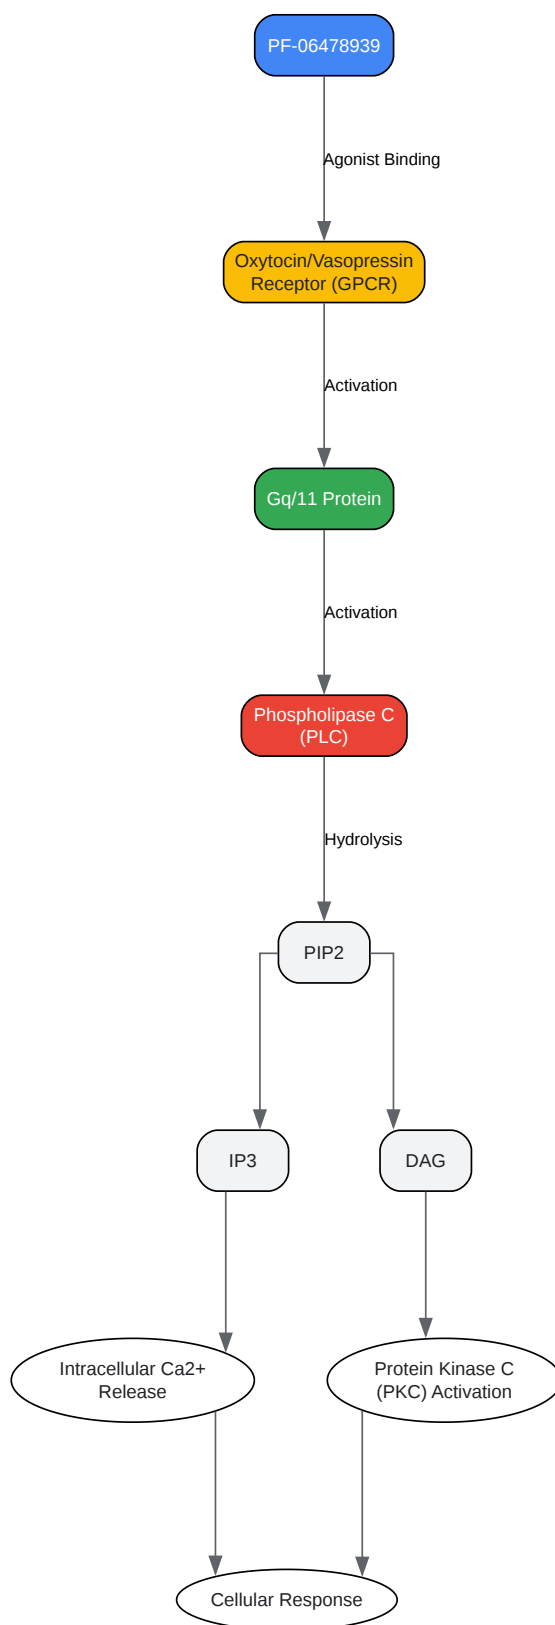 PF-06478939
Agonist Binding
Oxytocin/Vasopressin
Receptor (GPCR)
Activation
Gq/11 Protein
Activation
Phospholipase C
(PLC)
Hydrolysis
PIP2
IP3
DAG
Intracellular Ca2+
Release
Protein Kinase C
(PKC) Activation
Cellular Response